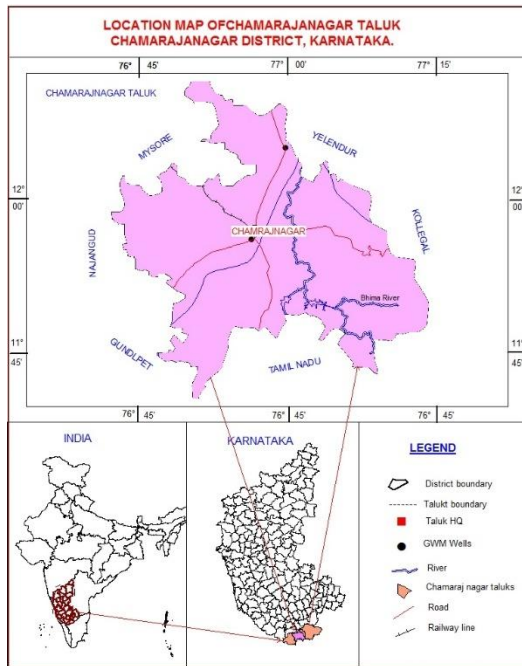 LOCATION MAP OFCHAMARAJANAGAR TALUK
CHAMARAJANAGAR DISTRICT, KARNATAKA.
76° 45
77° 00
77° 15
CHAMARAJNAGAR TALUK
MYSORE
YELENDUR
12
00
12
00
KOLLEGAL
CHAMRAJNAGAR
NAJANGUD
Bhima River
GUNDLPET
TAMIL NADU
11
45
11
45
76 45
76 45
76 45
INDIA
KARNATAKA
LEGEND
District boundary
Talukt boundary
Taluk HQ
GWM Wells
River
Chamaraj nagar taluks
Road
Railway line